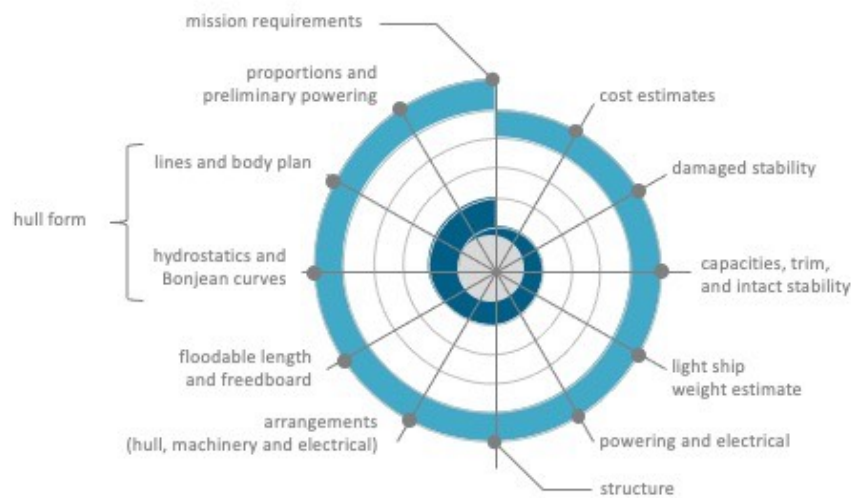 mission requirements
proportions and
preliminary powering
cost estimates
lines and body plan
damaged stability
hull form
hydrostatics and
Bonjean curves
capacities, trim,
and intact stability
floodable length
and freedboard
light ship
weight estimate
arrangements
(hull, machinery and electrical)
powering and electrical
structure